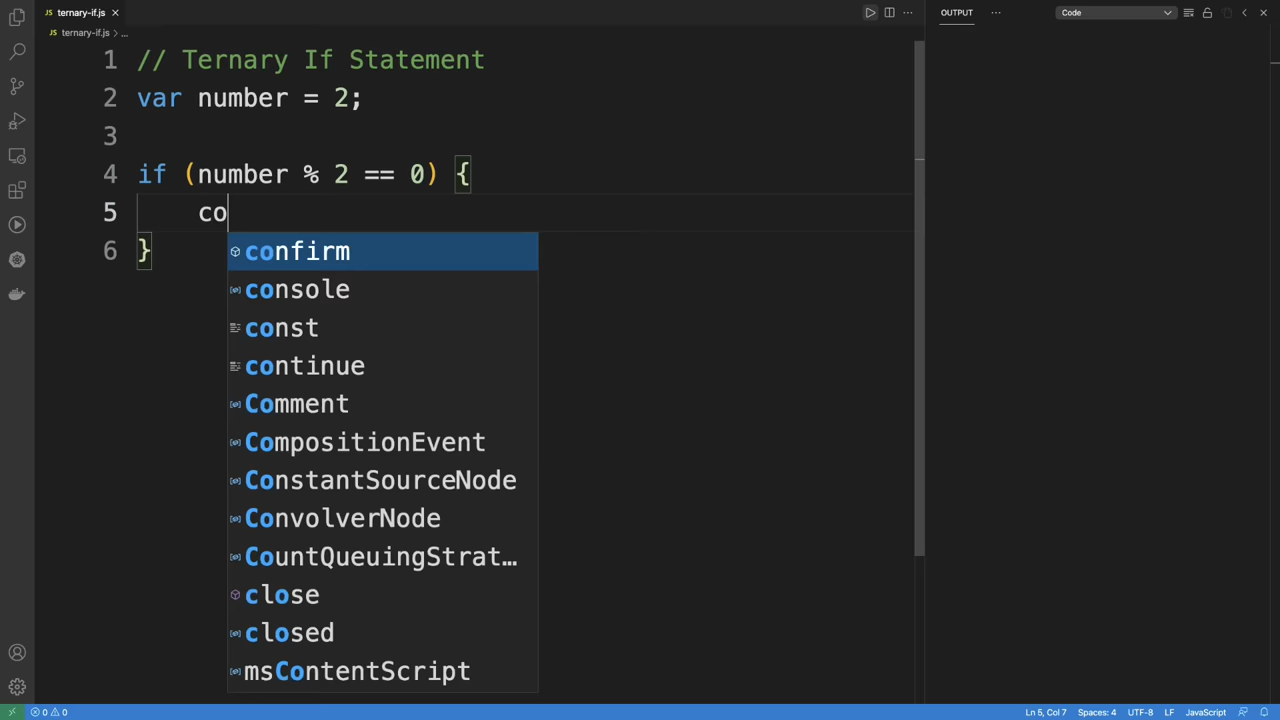 JS ternary-if.js
OUTPUT
Code
JS ternary-if.js > ...
1 // Ternary If Statement
2 var number = 2;
3
4 if (number % 2 == 0) {
5 co
6 }
confirm
console
const
continue
Comment
CompositionEvent
ConstantSourceNode
ConvolverNode
CountQueuingStrat...
close
closed
msContentScript
0 0
Ln 5, Col 7
Spaces: 4
UTF-8
LF
JavaScript